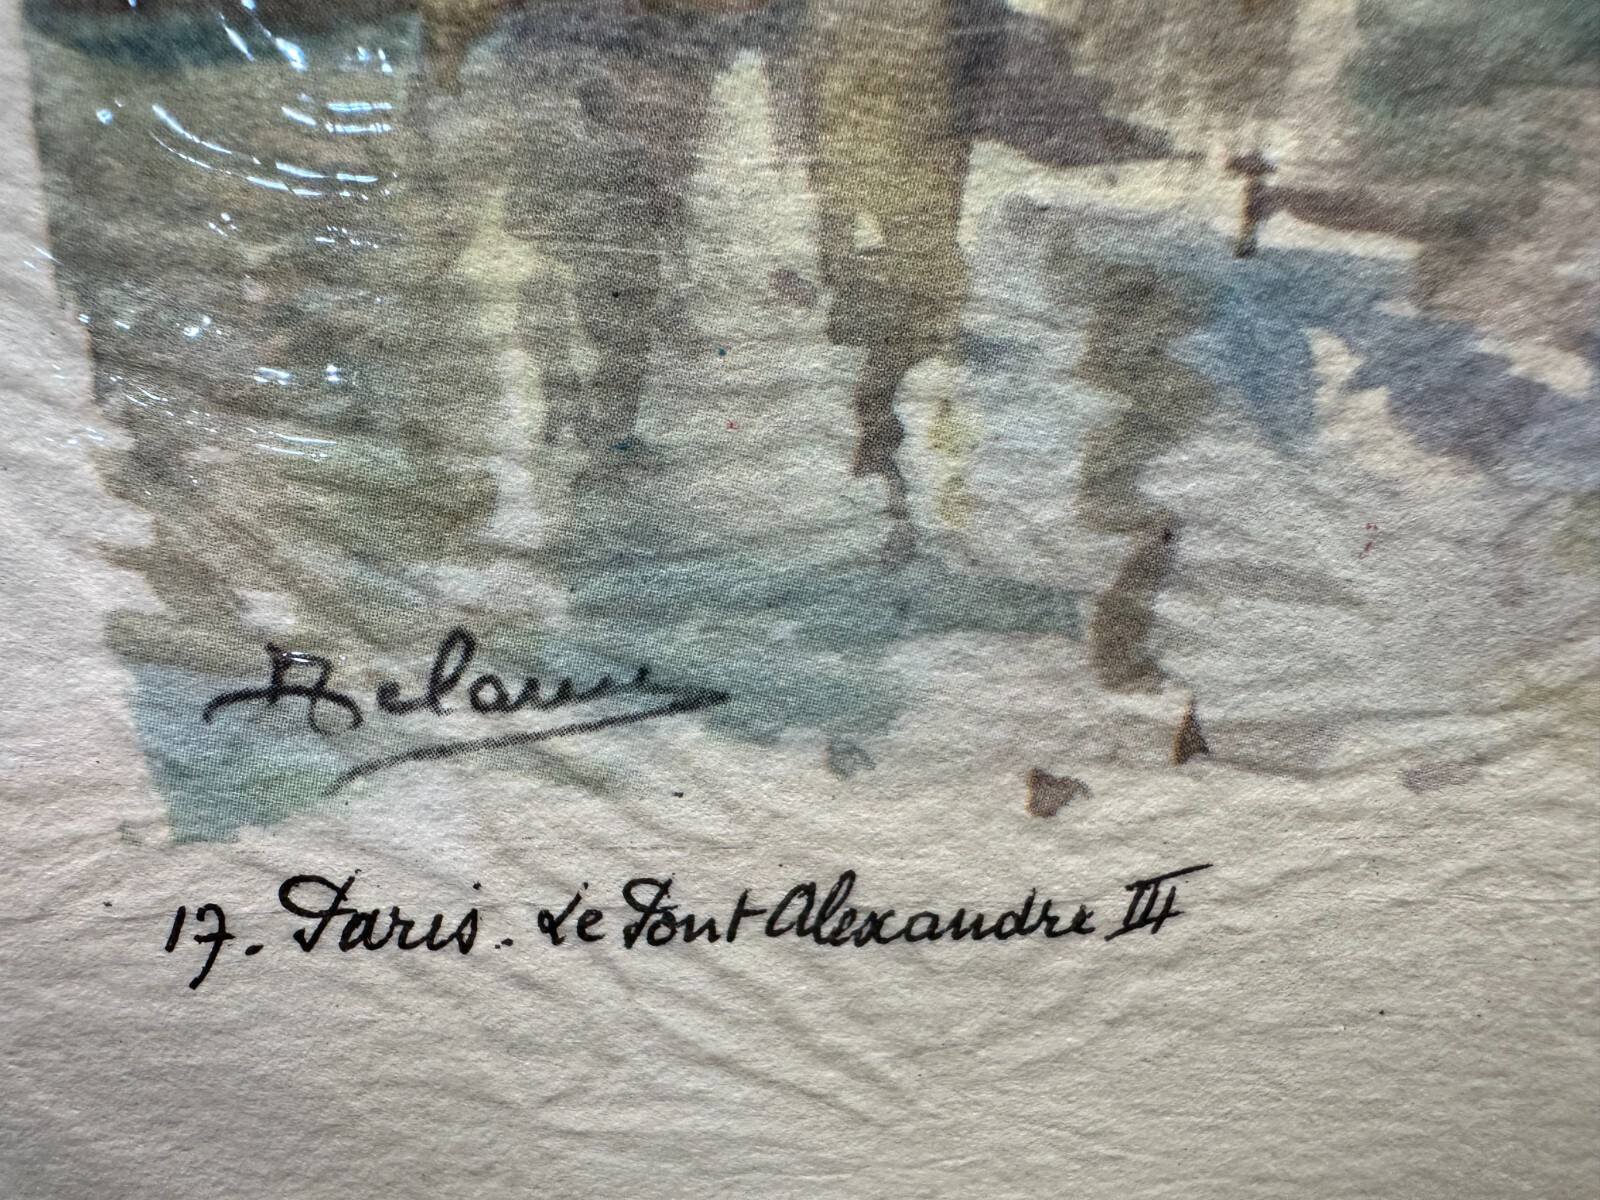 17. Paris. Le Pont Alexandre III